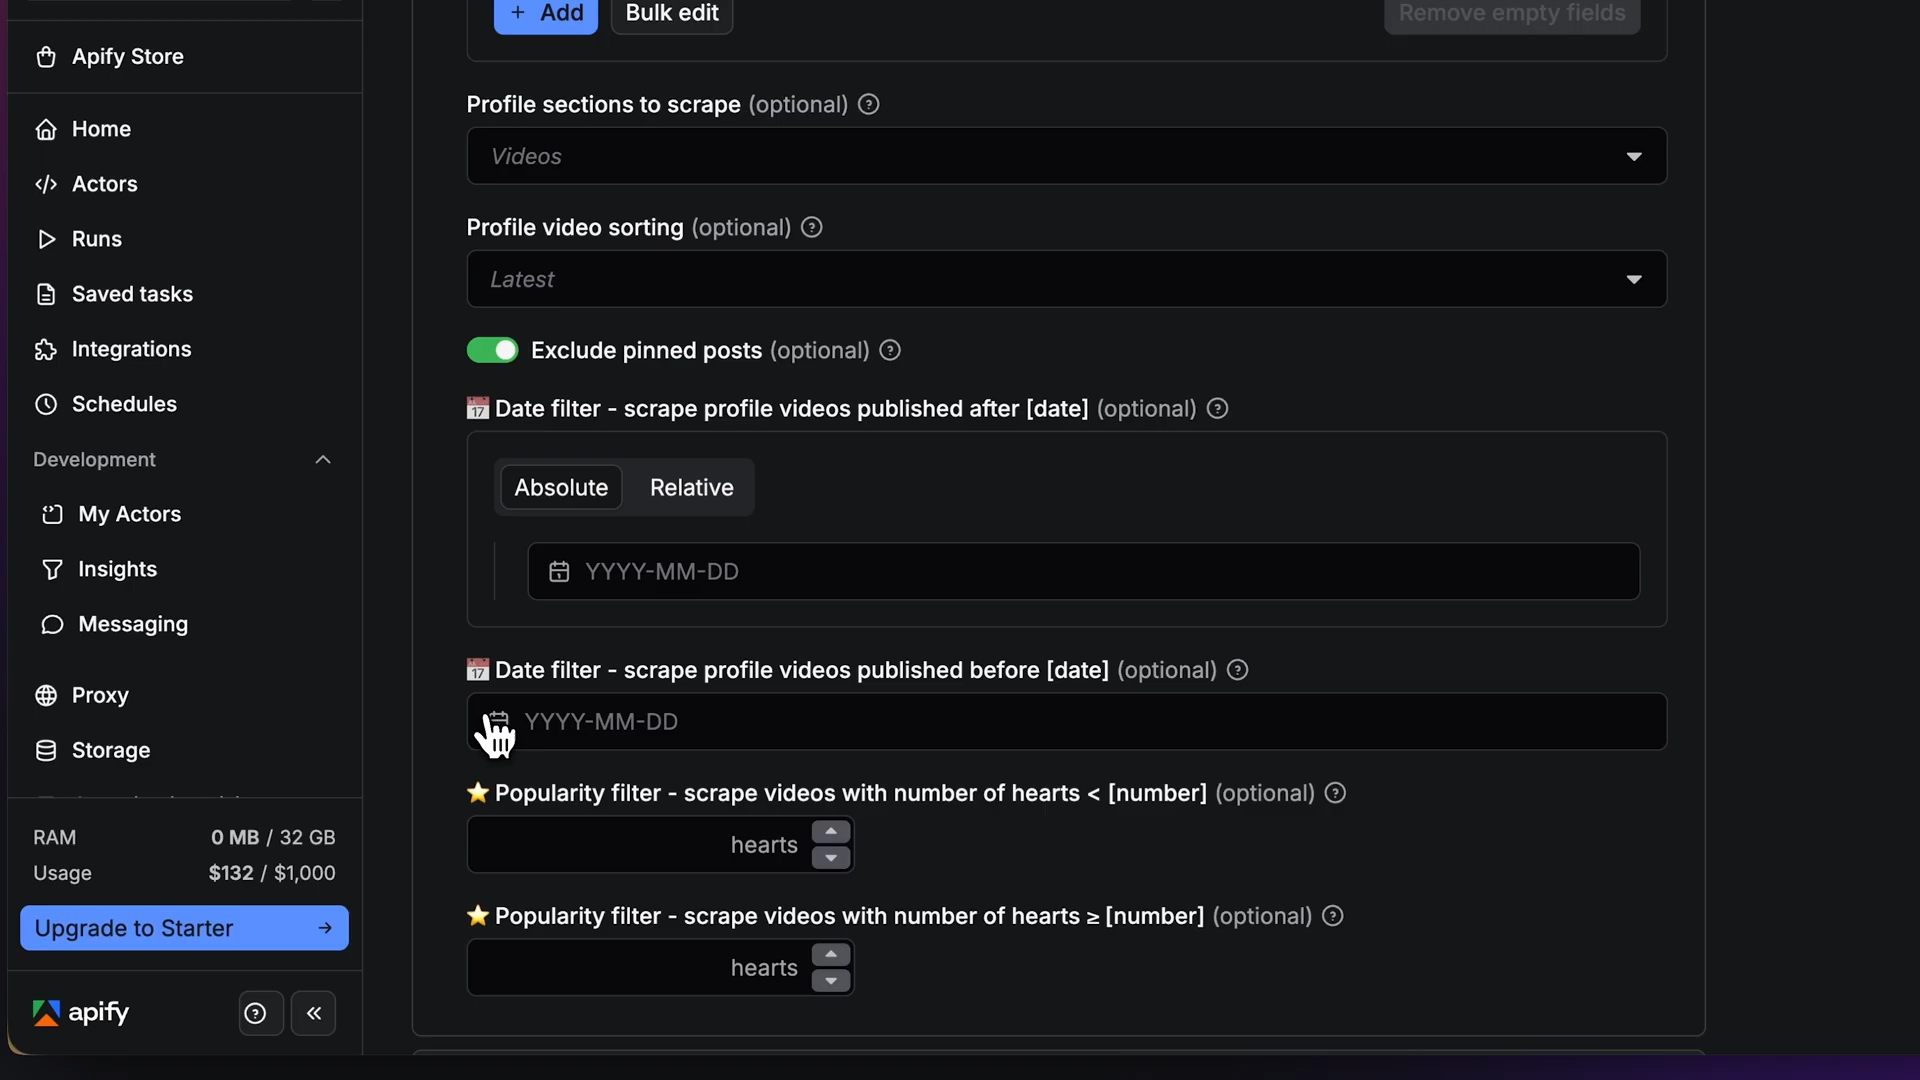 + Add
Bulk edit
Remove empty fields
Apify Store
Home
Actors
Runs
Saved tasks
Integrations
Schedules
Development
My Actors
Insights
Messaging
Proxy
Storage
RAM 0 MB / 32 GB
Usage $132 / $1,000
Upgrade to Starter →
apify
Profile sections to scrape (optional)
Videos
Profile video sorting (optional)
Latest
Exclude pinned posts (optional)
17 Date filter - scrape profile videos published after [date] (optional)
Absolute Relative
YYYY-MM-DD
17 Date filter - scrape profile videos published before [date] (optional)
YYYY-MM-DD
⭐ Popularity filter - scrape videos with number of hearts < [number] (optional)
hearts
⭐ Popularity filter - scrape videos with number of hearts ≥ [number] (optional)
hearts